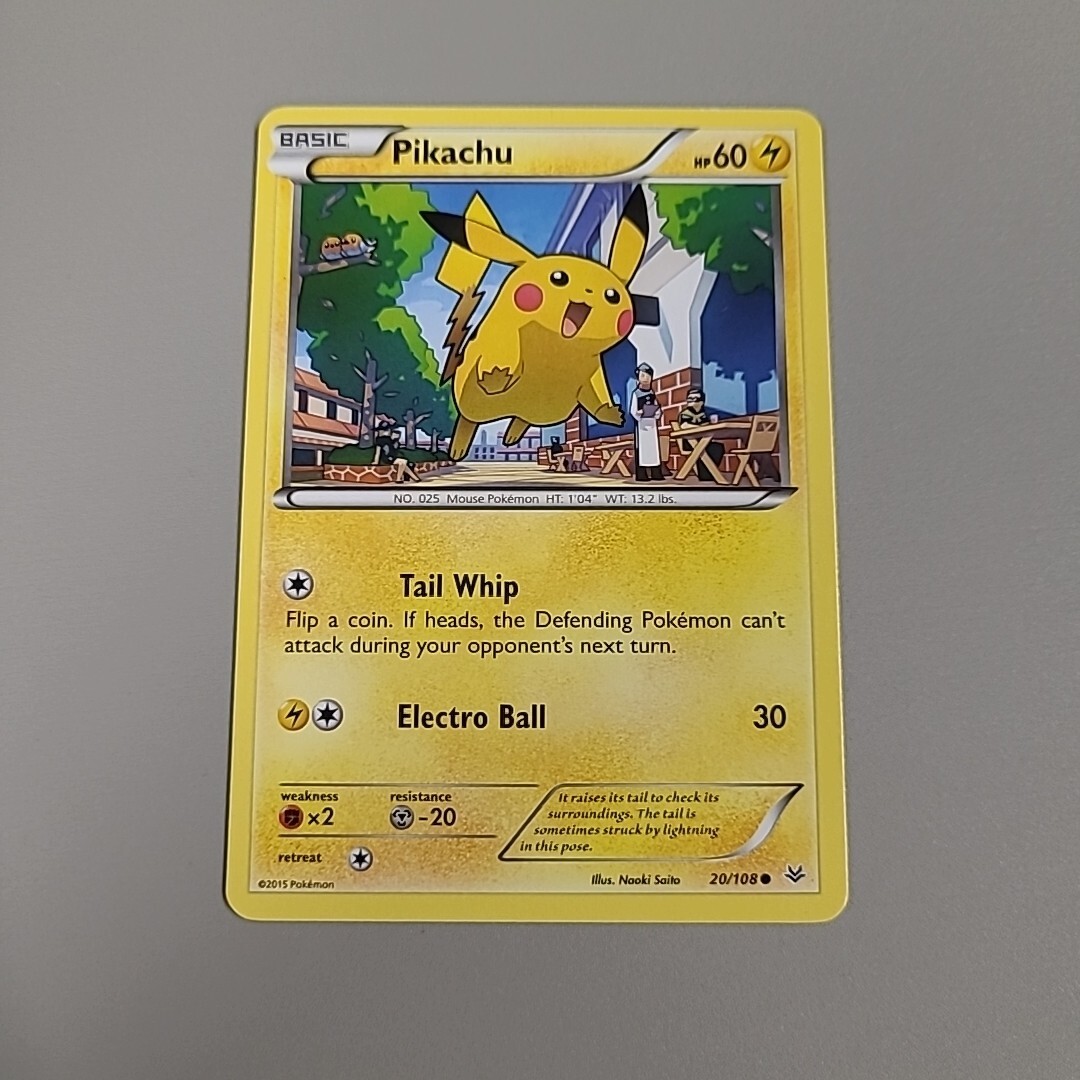 BASIC
Pikachu
HP60
NO. 025 Mouse Pokémon HT: 1'04" WT: 13.2 lbs.
Tail Whip
Flip a coin. If heads, the Defending Pokémon can't
attack during your opponent's next turn.
Electro Ball 30
weakness resistance
×2 -20
retreat
It raises its tail to check its
surroundings. The tail is
sometimes struck by lightning
in this pose.
©2015 Pokémon
Illus. Naoki Saito 20/108